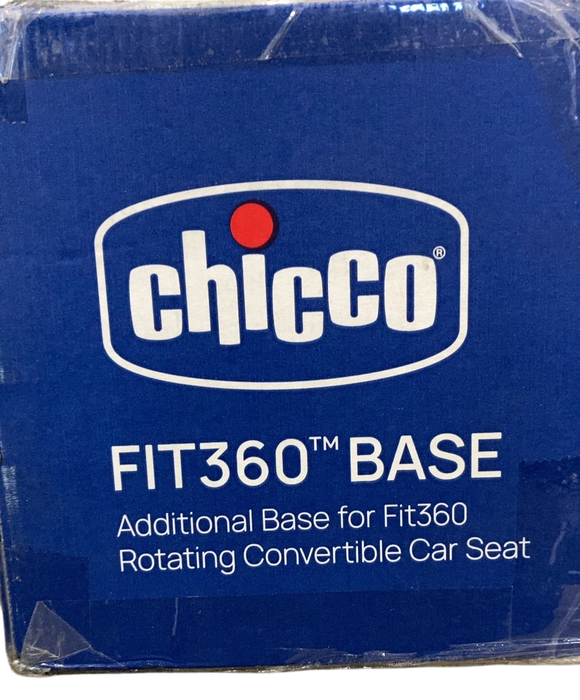 chicco®
FIT360™ BASE
Additional Base for Fit360
Rotating Convertible Car Seat